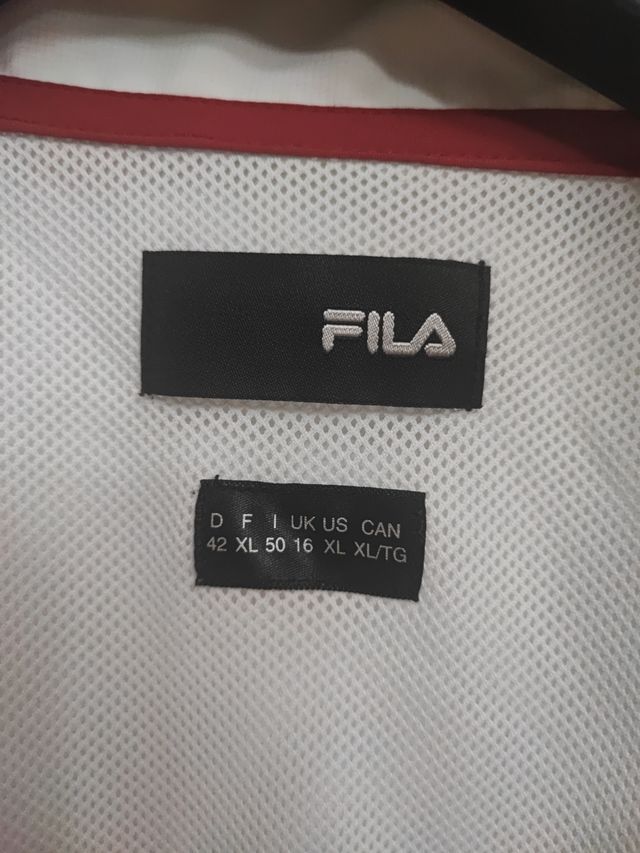 FILA
D F I UK US CAN
42 XL 50 16 XL XL/TG